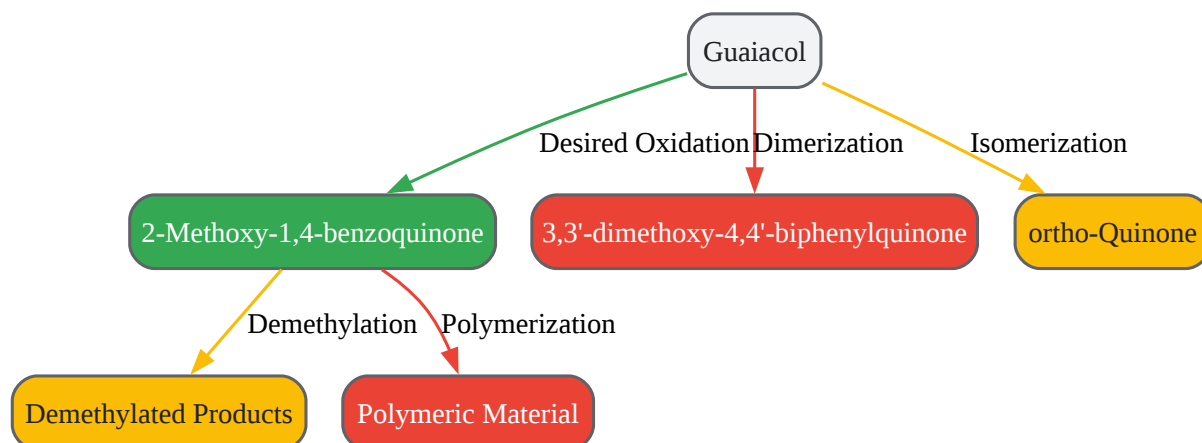 Guaiacol
Desired Oxidation
Dimerization
Isomerization
2-Methoxy-1,4-benzoquinone
3,3'-dimethoxy-4,4'-biphenylquinone
ortho-Quinone
Demethylation
Polymerization
Demethylated Products
Polymeric Material